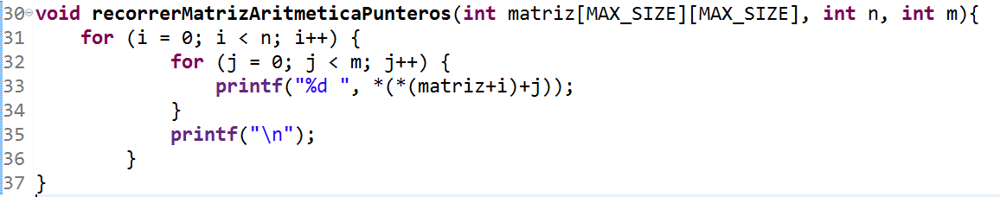 30 void recorrerMatrizAritmeticaPunteros(int matriz[MAX_SIZE][MAX_SIZE], int n, int m){
31     for (i = 0; i < n; i++) {
32             for (j = 0; j < m; j++) {
33                 printf("%d ", *(*(matriz+i)+j));
34             }
35             printf("\n");
36         }
37 }